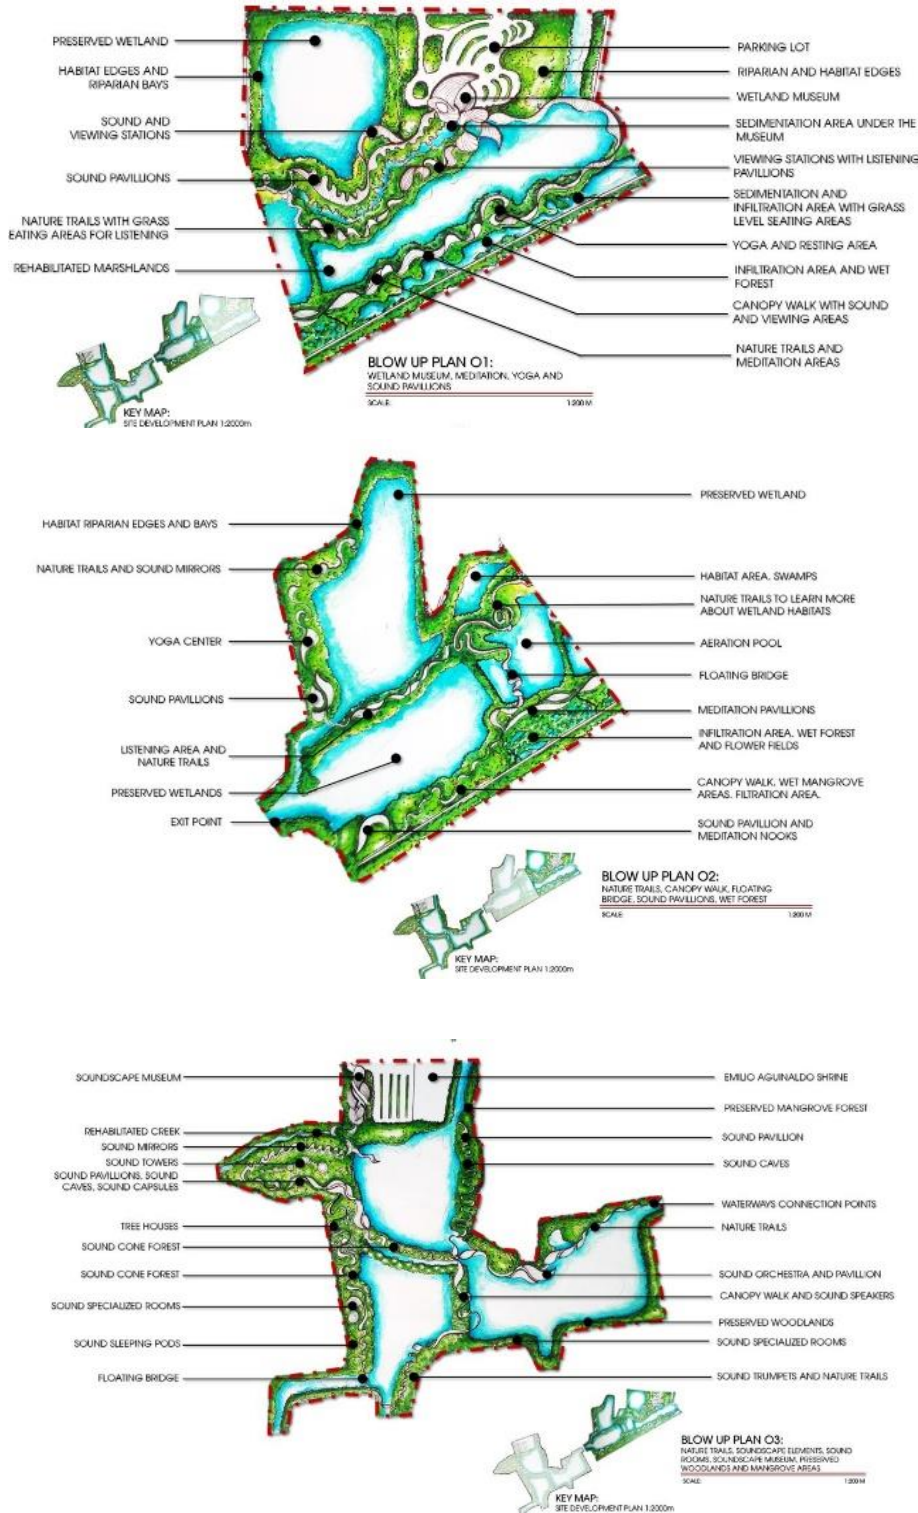 PRESERVED WETLAND
HABITAT EDGES AND
RIPARIAN BAYS
SOUND AND
VIEWING STATIONS
SOUND PAVILLIONS
NATURE TRAILS WITH GRASS
EATING AREAS FOR LISTENING
REHABILITATED MARSHLANDS
PARKING LOT
RIPARIAN AND HABITAT EDGES
WETLAND MUSEUM
SEDIMENTATION AREA UNDER THE
MUSEUM
VIEWING STATIONS WITH LISTENING
PAVILLIONS
SEDIMENTATION AND
INFILTRATION AREA WITH GRASS
LEVEL SEATING AREAS
YOGA AND RESTING AREA
INFILTRATION AREA AND WET
FOREST
CANOPY WALK WITH SOUND
AND VIEWING AREAS
NATURE TRAILS AND
MEDITATION AREAS
BLOW UP PLAN 01:
WETLAND MUSEUM, MEDITATION, YOGA AND
SOUND PAVILLIONS
SCALE: 1:200 M
KEY MAP:
SITE DEVELOPMENT PLAN 1:2000m
HABITAT RIPARIAN EDGES AND BAYS
NATURE TRAILS AND SOUND MIRRORS
YOGA CENTER
SOUND PAVILLIONS
LISTENING AREA AND
NATURE TRAILS
PRESERVED WETLANDS
EXIT POINT
PRESERVED WETLAND
HABITAT AREA. SWAMPS
NATURE TRAILS TO LEARN MORE
ABOUT WETLAND HABITATS
AERATION POOL
FLOATING BRIDGE
MEDITATION PAVILLIONS
INFILTRATION AREA. WET FOREST
AND FLOWER FIELDS
CANOPY WALK. WET MANGROVE
AREAS. FILTRATION AREA.
SOUND PAVILLION AND
MEDITATION NOOKS
BLOW UP PLAN 02:
NATURE TRAILS, CANOPY WALK, FLOATING
BRIDGE, SOUND PAVILLIONS, WET FOREST
SCALE: 1:200 M
KEY MAP:
SITE DEVELOPMENT PLAN 1:2000m
SOUNDSCAPE MUSEUM
REHABILITATED CREEK
SOUND MIRRORS
SOUND TOWERS
SOUND PAVILLIONS, SOUND
CAVES, SOUND CAPSULES
TREE HOUSES
SOUND CONE FOREST
SOUND CONE FOREST
SOUND SPECIALIZED ROOMS
SOUND SLEEPING PODS
FLOATING BRIDGE
EMILIO AGUINALDO SHRINE
PRESERVED MANGROVE FOREST
SOUND PAVILLION
SOUND CAVES
WATERWAYS CONNECTION POINTS
NATURE TRAILS
SOUND ORCHESTRA AND PAVILLION
CANOPY WALK AND SOUND SPEAKERS
PRESERVED WOODLANDS
SOUND SPECIALIZED ROOMS
SOUND TRUMPETS AND NATURE TRAILS
BLOW UP PLAN 03:
NATURE TRAILS, SOUNDSCAPE ELEMENTS, SOUND
ROOMS, SOUNDSCAPE MUSEUM, PRESERVED
WOODLANDS AND MANGROVE AREAS
SCALE: 1:200 M
KEY MAP:
SITE DEVELOPMENT PLAN 1:2000m